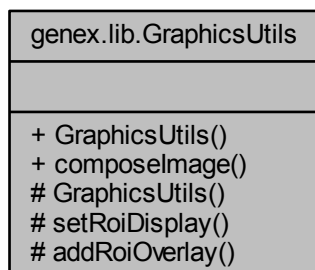 genex.lib.GraphicsUtils
+ GraphicsUtils()
+ composeImage()
# GraphicsUtils()
# setRoiDisplay()
# addRoiOverlay()